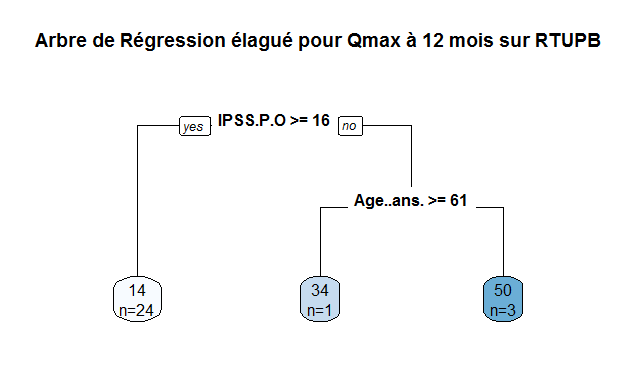 Arbre de Régression élagué pour Qmax à 12 mois sur RTUPB
yes IPSS.P.O >= 16 no
Age..ans. >= 61
14
n=24
34
n=1
50
n=3